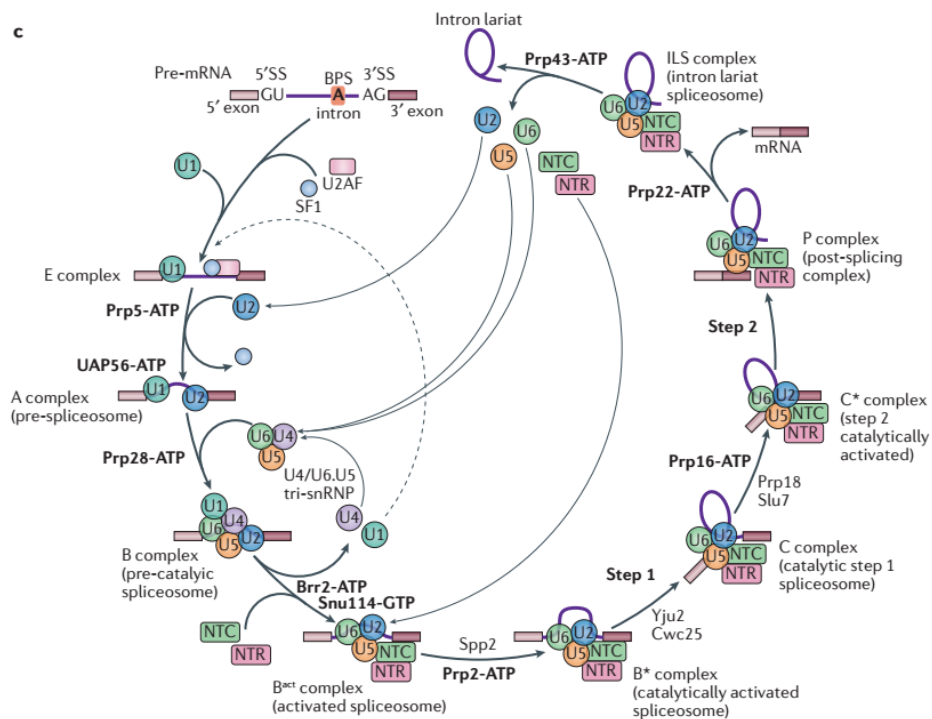 c
Intron lariat
Pre-mRNA
5′SS
BPS
3′SS
GU
A
AG
5′ exon
intron
3′ exon
Prp43-ATP
ILS complex
(intron lariat
spliceosome)
U6
U2
U5
NTC
NTR
U2
U6
U5
NTC
NTR
mRNA
Prp22-ATP
U1
U2AF
SF1
E complex
U1
Prp5-ATP
U2
UAP56-ATP
A complex
(pre-spliceosome)
U1
U2
Prp28-ATP
U6
U4
U5
U4/U6.U5
tri-snRNP
U4
U1
U1
U4
U6
U5
U2
B complex
(pre-catalyic
spliceosome)
Brr2-ATP
Snu114-GTP
NTC
NTR
U6
U2
U5
NTC
NTR
Bact complex
(activated spliceosome)
Spp2
Prp2-ATP
U6
U2
U5
NTC
NTR
B* complex
(catalytically activated
spliceosome)
Step 1
Yju2
Cwc25
U6
U2
U5
NTC
NTR
C complex
(catalytic step 1
spliceosome)
Prp16-ATP
Prp18
Slu7
U6
U2
U5
NTC
NTR
C* complex
(step 2
catalytically
activated)
Step 2
U6
U2
U5
NTC
NTR
P complex
(post-splicing
complex)